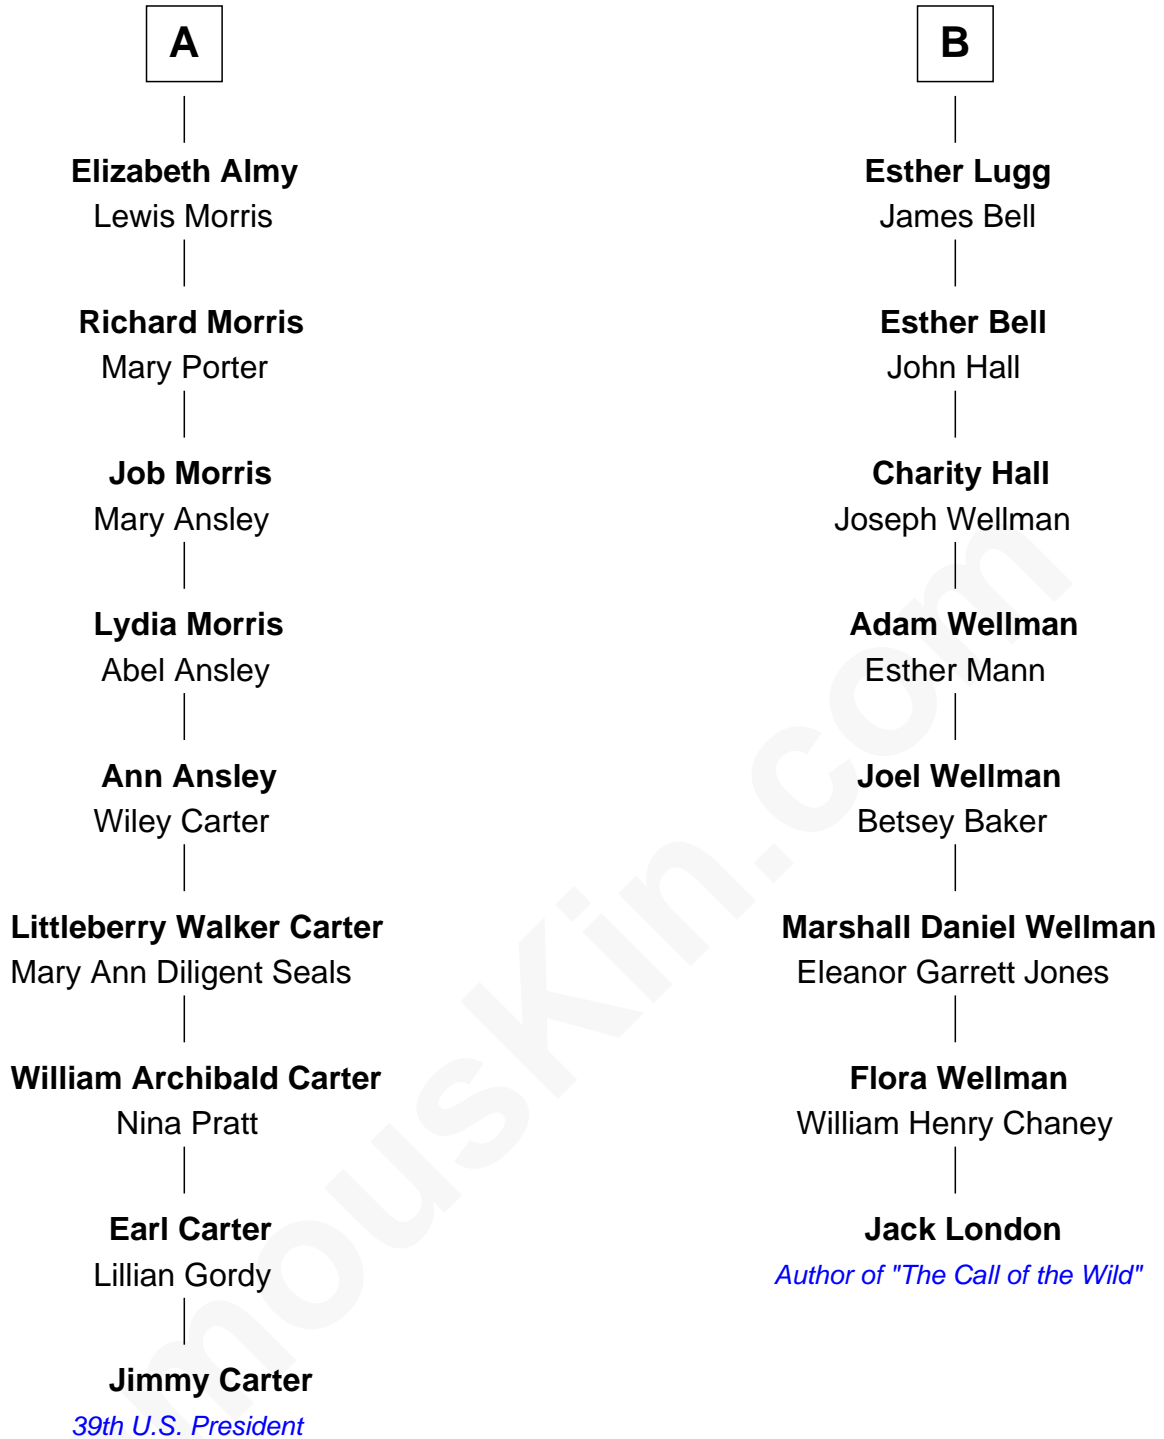 A
Elizabeth Almy
Lewis Morris
Richard Morris
Mary Porter
Job Morris
Mary Ansley
Lydia Morris
Abel Ansley
Ann Ansley
Wiley Carter
Littleberry Walker Carter
Mary Ann Diligent Seals
William Archibald Carter
Nina Pratt
Earl Carter
Lillian Gordy
Jimmy Carter
39th U.S. President
B
Esther Lugg
James Bell
Esther Bell
John Hall
Charity Hall
Joseph Wellman
Adam Wellman
Esther Mann
Joel Wellman
Betsey Baker
Marshall Daniel Wellman
Eleanor Garrett Jones
Flora Wellman
William Henry Chaney
Jack London
Author of "The Call of the Wild"
mousKin.com